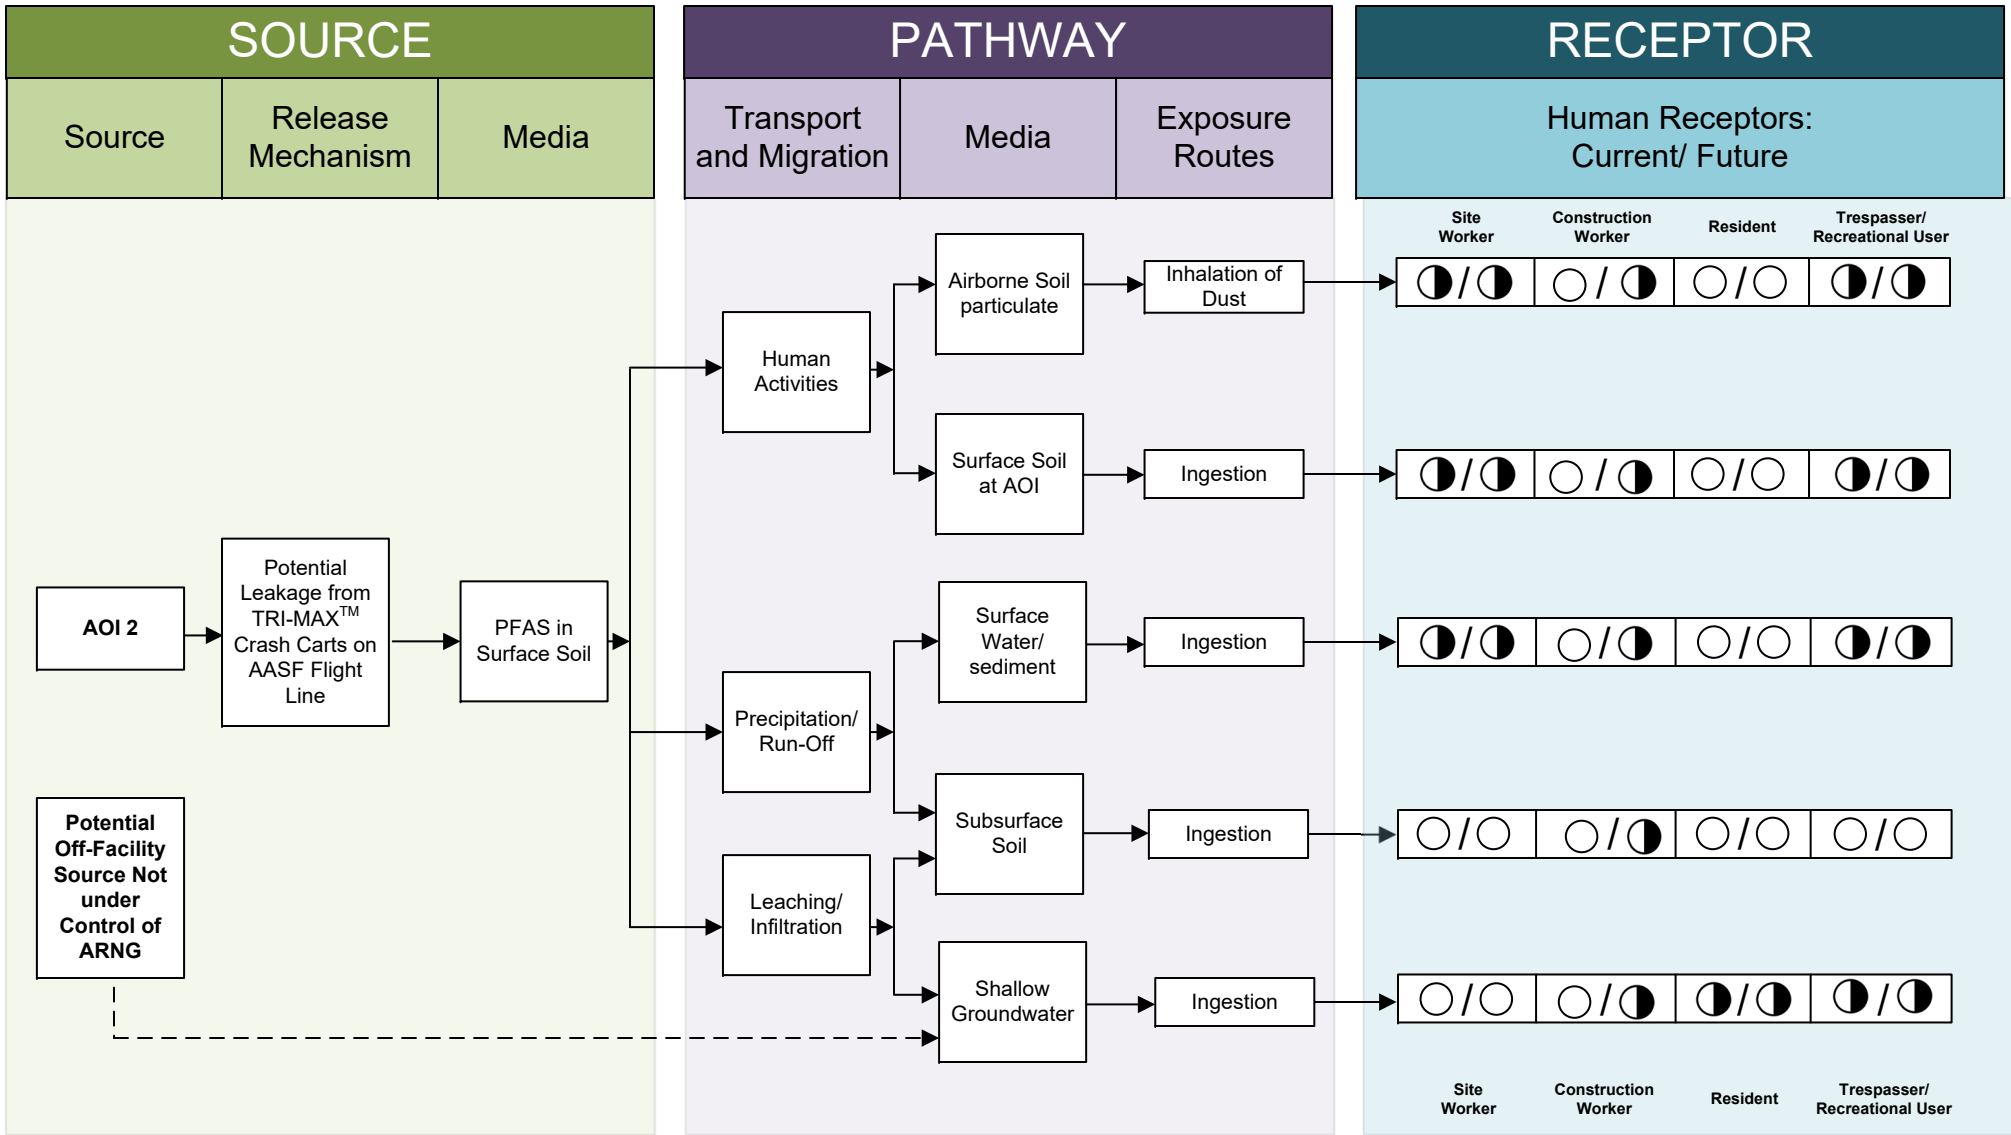 SOURCE
PATHWAY
RECEPTOR
Source
Release
Mechanism
Media
Transport
and Migration
Media
Exposure
Routes
Human Receptors:
Current/ Future
Site
Worker
Construction
Worker
Resident
Trespasser/
Recreational User
Airborne Soil
particulate
Inhalation of
Dust
/
/
/
/
Human
Activities
Surface Soil
at AOI
Ingestion
/
/
/
/
AOI 2
Potential
Leakage from
TRI-MAX™
Crash Carts on
AASF Flight
Line
PFAS in
Surface Soil
Surface
Water/
sediment
Ingestion
/
/
/
/
Precipitation/
Run-Off
Subsurface
Soil
Ingestion
/
/
/
/
Potential
Off-Facility
Source Not
under
Control of
ARNG
Leaching/
Infiltration
Shallow
Groundwater
Ingestion
/
/
/
/
Site
Worker
Construction
Worker
Resident
Trespasser/
Recreational User